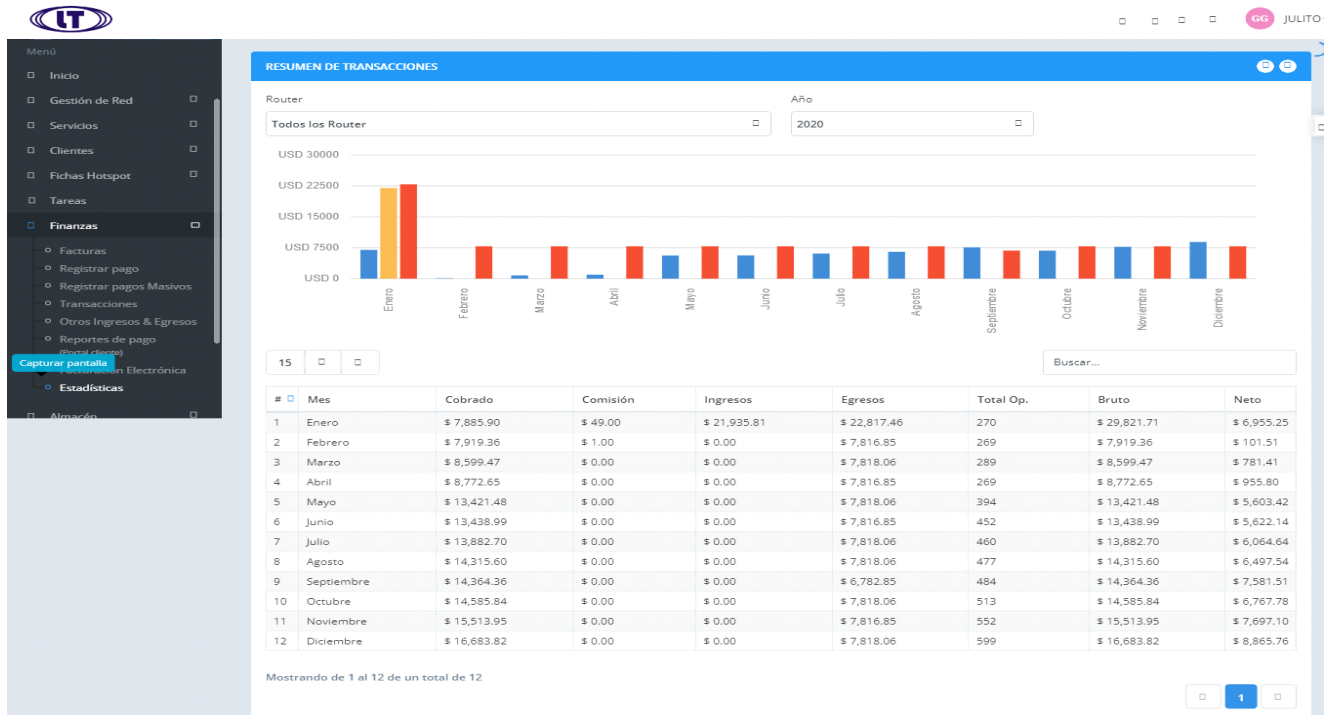 LT
GG JULITO
Menú
Inicio
Gestión de Red
Servicios
Clientes
Fichas Hotspot
Tareas
Finanzas
Facturas
Registrar pago
Registrar pagos Masivos
Transacciones
Otros Ingresos & Egresos
Reportes de pago
(Portal cliente)
Capturar pantalla
Facturación Electrónica
Estadísticas
Almacén
RESUMEN DE TRANSACCIONES
Router Año
Todos los Router 2020
USD 30000
USD 22500
USD 15000
USD 7500
USD 0
Enero Febrero Marzo Abril Mayo Junio Julio Agosto Septiembre Octubre Noviembre Diciembre
15 Buscar...
# Mes Cobrado Comisión Ingresos Egresos Total Op. Bruto Neto
1 Enero $ 7,885.90 $ 49.00 $ 21,935.81 $ 22,817.46 270 $ 29,821.71 $ 6,955.25
2 Febrero $ 7,919.36 $ 1.00 $ 0.00 $ 7,816.85 269 $ 7,919.36 $ 101.51
3 Marzo $ 8,599.47 $ 0.00 $ 0.00 $ 7,818.06 289 $ 8,599.47 $ 781.41
4 Abril $ 8,772.65 $ 0.00 $ 0.00 $ 7,816.85 269 $ 8,772.65 $ 955.80
5 Mayo $ 13,421.48 $ 0.00 $ 0.00 $ 7,818.06 394 $ 13,421.48 $ 5,603.42
6 Junio $ 13,438.99 $ 0.00 $ 0.00 $ 7,816.85 452 $ 13,438.99 $ 5,622.14
7 Julio $ 13,882.70 $ 0.00 $ 0.00 $ 7,818.06 460 $ 13,882.70 $ 6,064.64
8 Agosto $ 14,315.60 $ 0.00 $ 0.00 $ 7,818.06 477 $ 14,315.60 $ 6,497.54
9 Septiembre $ 14,364.36 $ 0.00 $ 0.00 $ 6,782.85 484 $ 14,364.36 $ 7,581.51
10 Octubre $ 14,585.84 $ 0.00 $ 0.00 $ 7,818.06 513 $ 14,585.84 $ 6,767.78
11 Noviembre $ 15,513.95 $ 0.00 $ 0.00 $ 7,816.85 552 $ 15,513.95 $ 7,697.10
12 Diciembre $ 16,683.82 $ 0.00 $ 0.00 $ 7,818.06 599 $ 16,683.82 $ 8,865.76
Mostrando de 1 al 12 de un total de 12
1